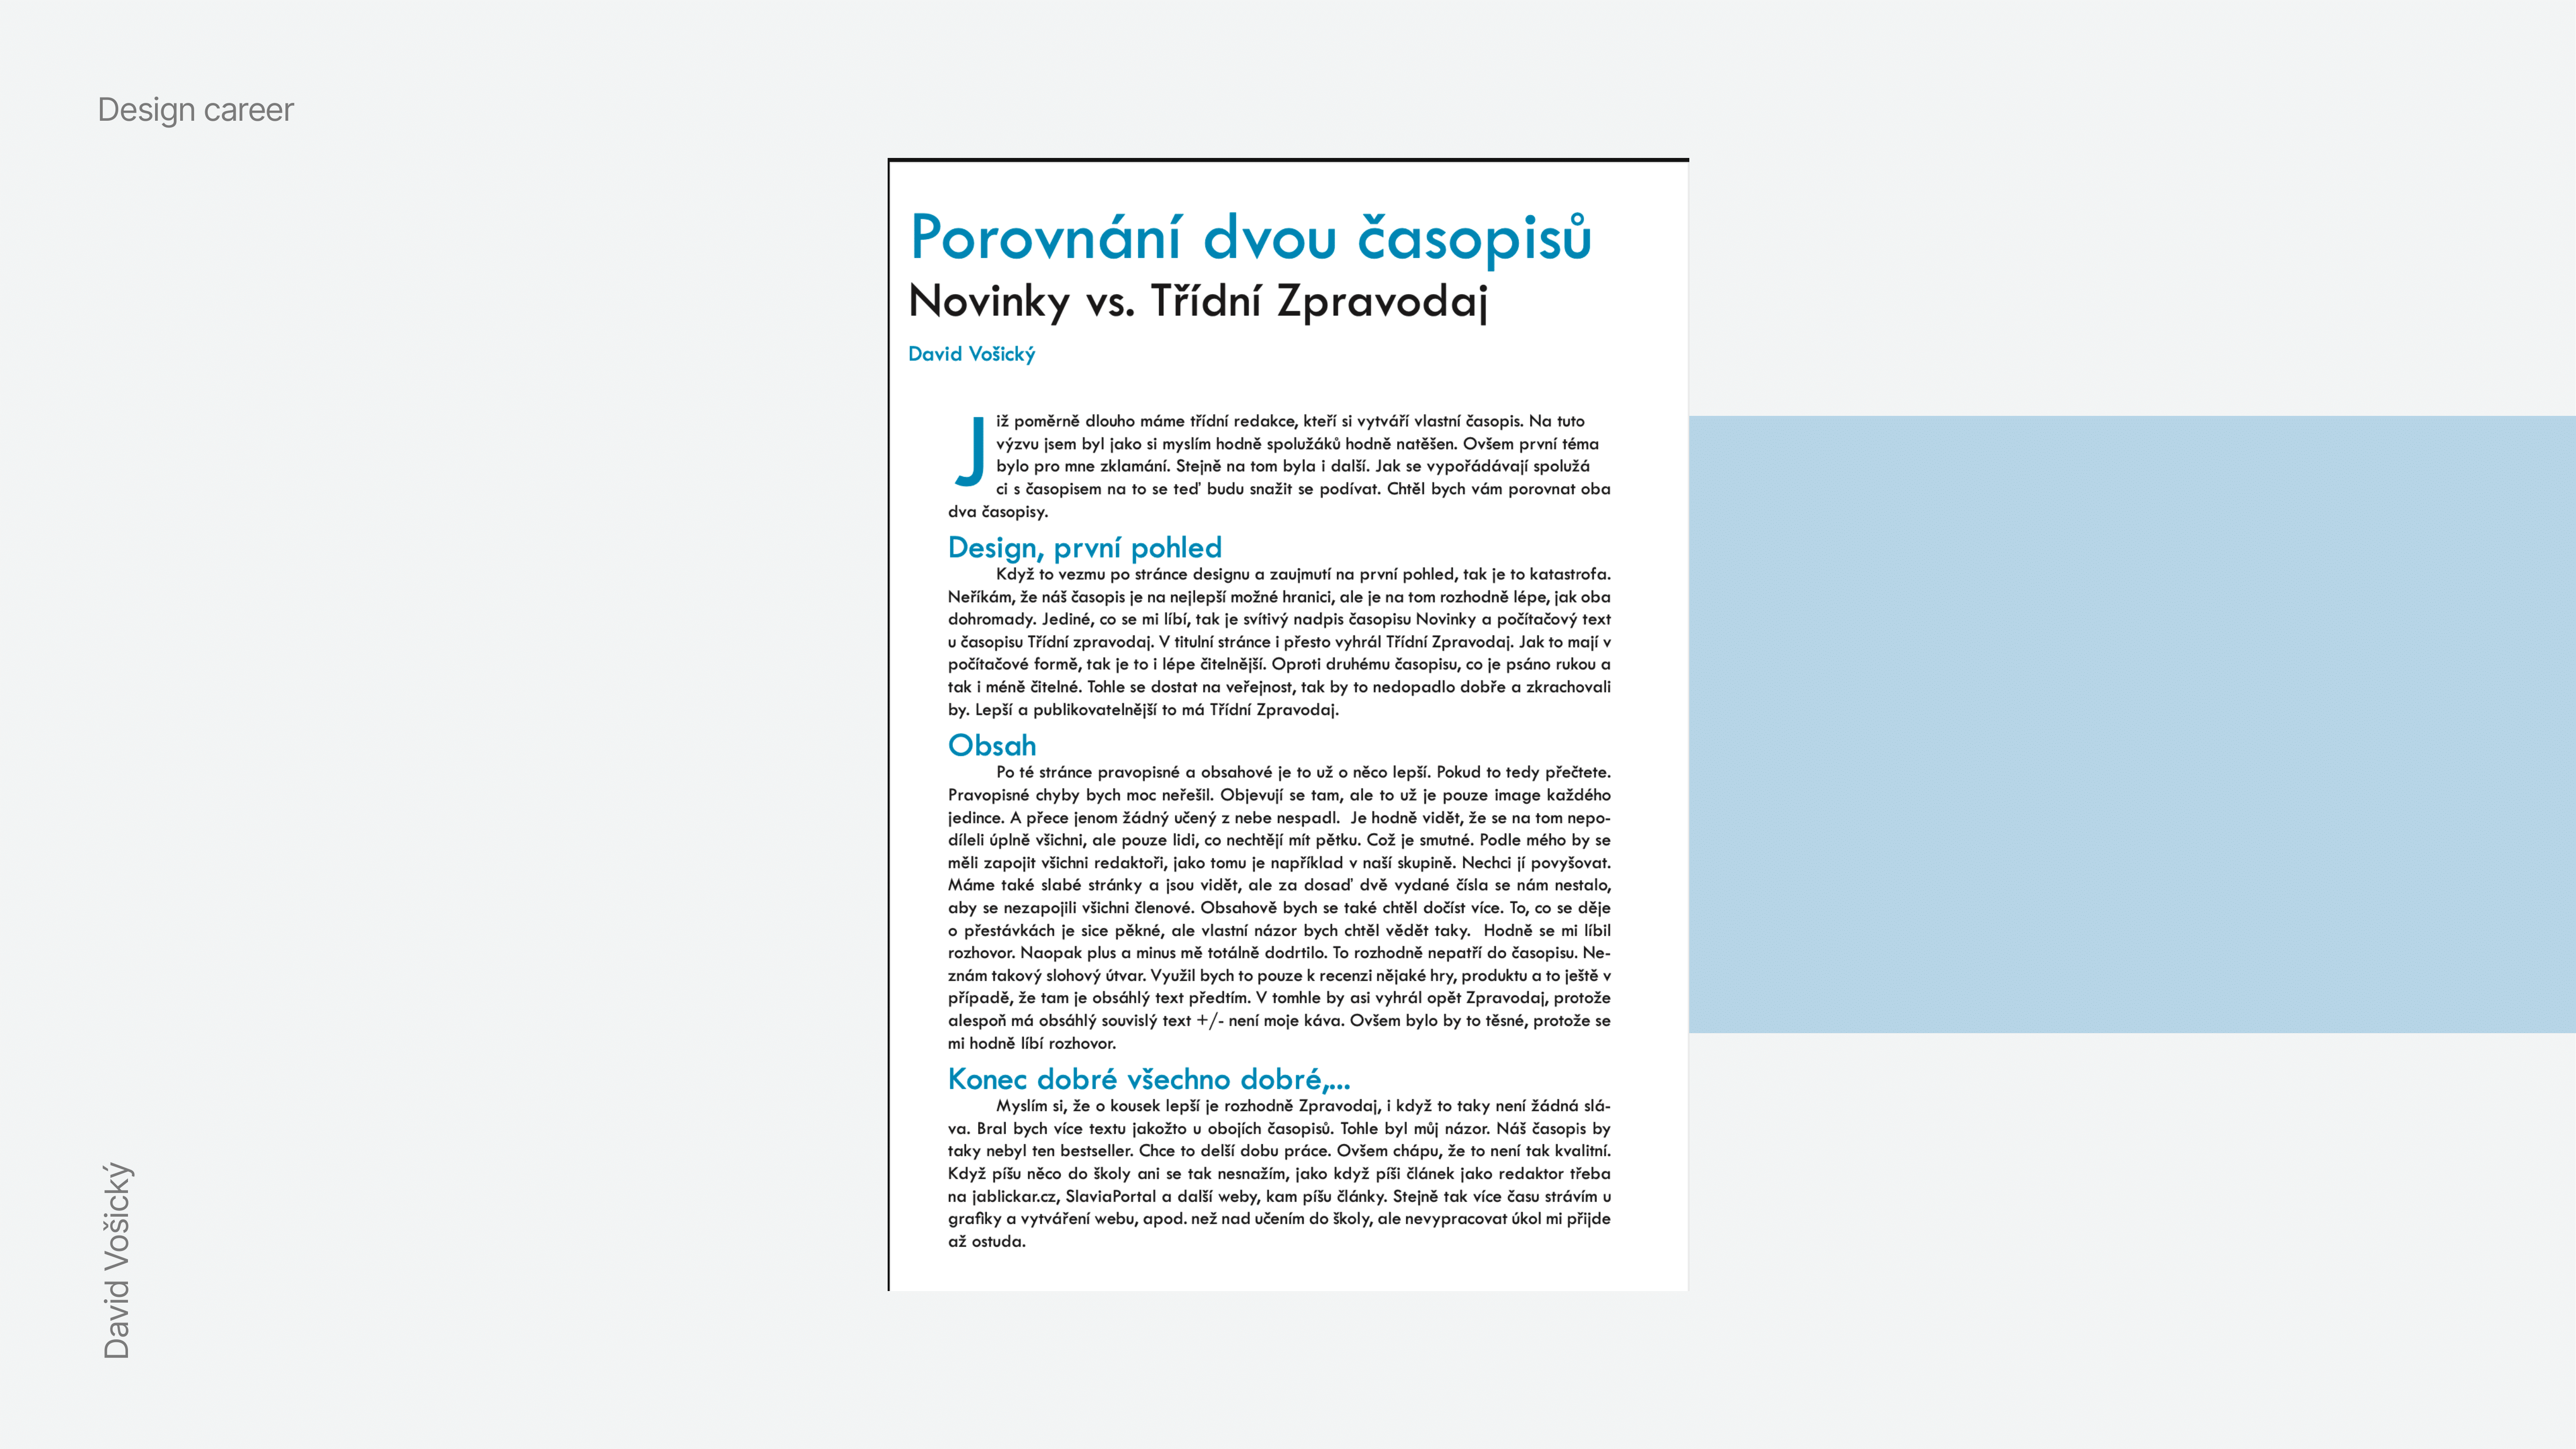 Design career
Porovnání dvou časopisů
Novinky vs. Třídní Zpravodaj
David Vošický
Již poměrně dlouho máme třídní redakce, kteří si vytváří vlastní časopis. Na tuto
výzvu jsem byl jako si myslím hodně spolužáků hodně natěšen. Ovšem první téma
bylo pro mne zklamání. Stejně na tom byla i další. Jak se vypořádávají spolužá
ci s časopisem na to se teď budu snažit se podívat. Chtěl bych vám porovnat oba
dva časopisy.
Design, první pohled
Když to vezmu po stránce designu a zaujmutí na první pohled, tak je to katastrofa.
Neříkám, že náš časopis je na nejlepší možné hranici, ale je na tom rozhodně lépe, jak oba
dohromady. Jediné, co se mi líbí, tak je svítivý nadpis časopisu Novinky a počítačový text
u časopisu Třídní zpravodaj. V titulní stránce i přesto vyhrál Třídní Zpravodaj. Jak to mají v
počítačové formě, tak je to i lépe čitelnější. Oproti druhému časopisu, co je psáno rukou a
tak i méně čitelné. Tohle se dostat na veřejnost, tak by to nedopadlo dobře a zkrachovali
by. Lepší a publikovatelnější to má Třídní Zpravodaj.
Obsah
Po té stránce pravopisné a obsahové je to už o něco lepší. Pokud to tedy přečtete.
Pravopisné chyby bych moc neřešil. Objevují se tam, ale to už je pouze image každého
jedince. A přece jenom žádný učený z nebe nespadl.  Je hodně vidět, že se na tom nepo-
díleli úplně všichni, ale pouze lidi, co nechtějí mít pětku. Což je smutné. Podle mého by se
měli zapojit všichni redaktoři, jako tomu je například v naší skupině. Nechci jí povyšovat.
Máme také slabé stránky a jsou vidět, ale za dosaď dvě vydané čísla se nám nestalo,
aby se nezapojili všichni členové. Obsahově bych se také chtěl dočíst více. To, co se děje
o přestávkách je sice pěkné, ale vlastní názor bych chtěl vědět taky.  Hodně se mi líbil
rozhovor. Naopak plus a minus mě totálně dodrtilo. To rozhodně nepatří do časopisu. Ne-
znám takový slohový útvar. Využil bych to pouze k recenzi nějaké hry, produktu a to ještě v
případě, že tam je obsáhlý text předtím. V tomhle by asi vyhrál opět Zpravodaj, protože
alespoň má obsáhlý souvislý text +/- není moje káva. Ovšem bylo by to těsné, protože se
mi hodně líbí rozhovor.
Konec dobré všechno dobré,...
Myslím si, že o kousek lepší je rozhodně Zpravodaj, i když to taky není žádná slá-
va. Bral bych více textu jakožto u obojích časopisů. Tohle byl můj názor. Náš časopis by
taky nebyl ten bestseller. Chce to delší dobu práce. Ovšem chápu, že to není tak kvalitní.
Když píšu něco do školy ani se tak nesnažím, jako když píši článek jako redaktor třeba
na jablickar.cz, SlaviaPortal a další weby, kam píšu články. Stejně tak více času strávím u
grafiky a vytváření webu, apod. než nad učením do školy, ale nevypracovat úkol mi přijde
až ostuda.
David Vošický